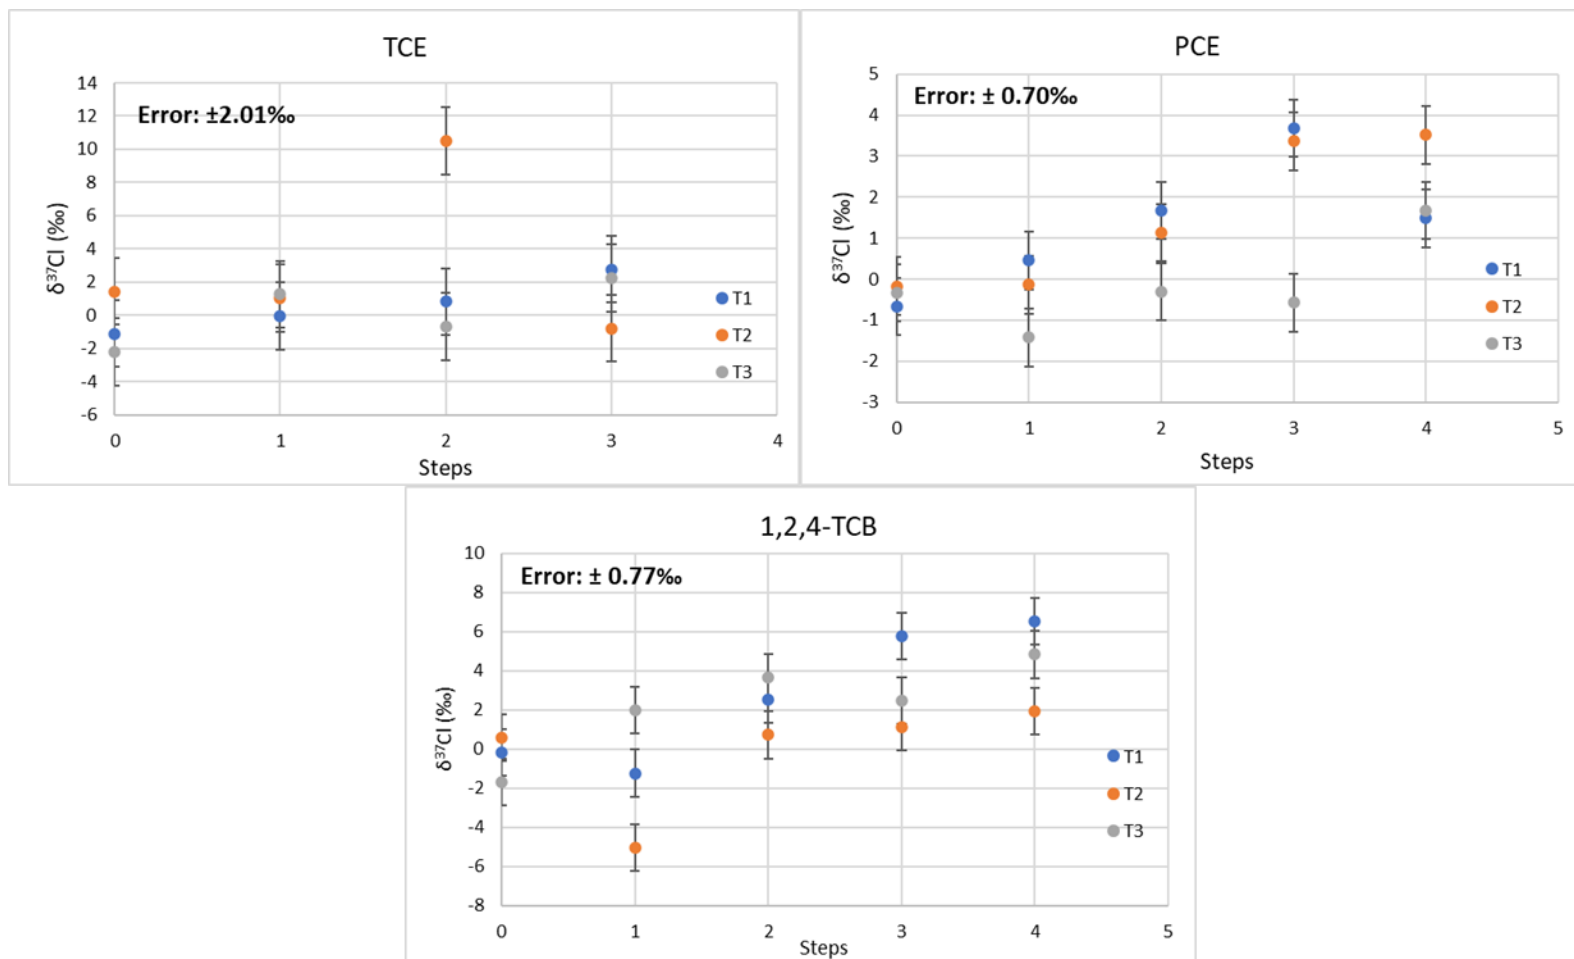 TCE
Error: ±2.01‰
14
12
10
8
6
4
2
0
-2
-4
-6
δ³⁷Cl (‰)
0 1 2 3 4
Steps
T1
T2
T3
PCE
Error: ± 0.70‰
5
4
3
2
1
0
-1
-2
-3
δ³⁷Cl (‰)
0 1 2 3 4 5
Steps
T1
T2
T3
1,2,4-TCB
Error: ± 0.77‰
10
8
6
4
2
0
-2
-4
-6
-8
δ³⁷Cl (‰)
0 1 2 3 4 5
Steps
T1
T2
T3